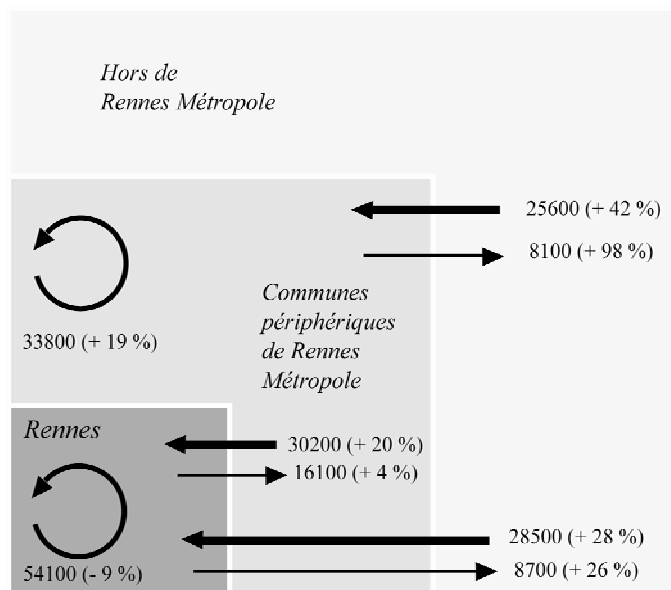 Hors de
Rennes Métropole
25600 (+ 42 %)
8100 (+ 98 %)
Communes
périphériques
de Rennes
Métropole
33800 (+ 19 %)
Rennes
30200 (+ 20 %)
16100 (+ 4 %)
28500 (+ 28 %)
8700 (+ 26 %)
54100 (- 9 %)